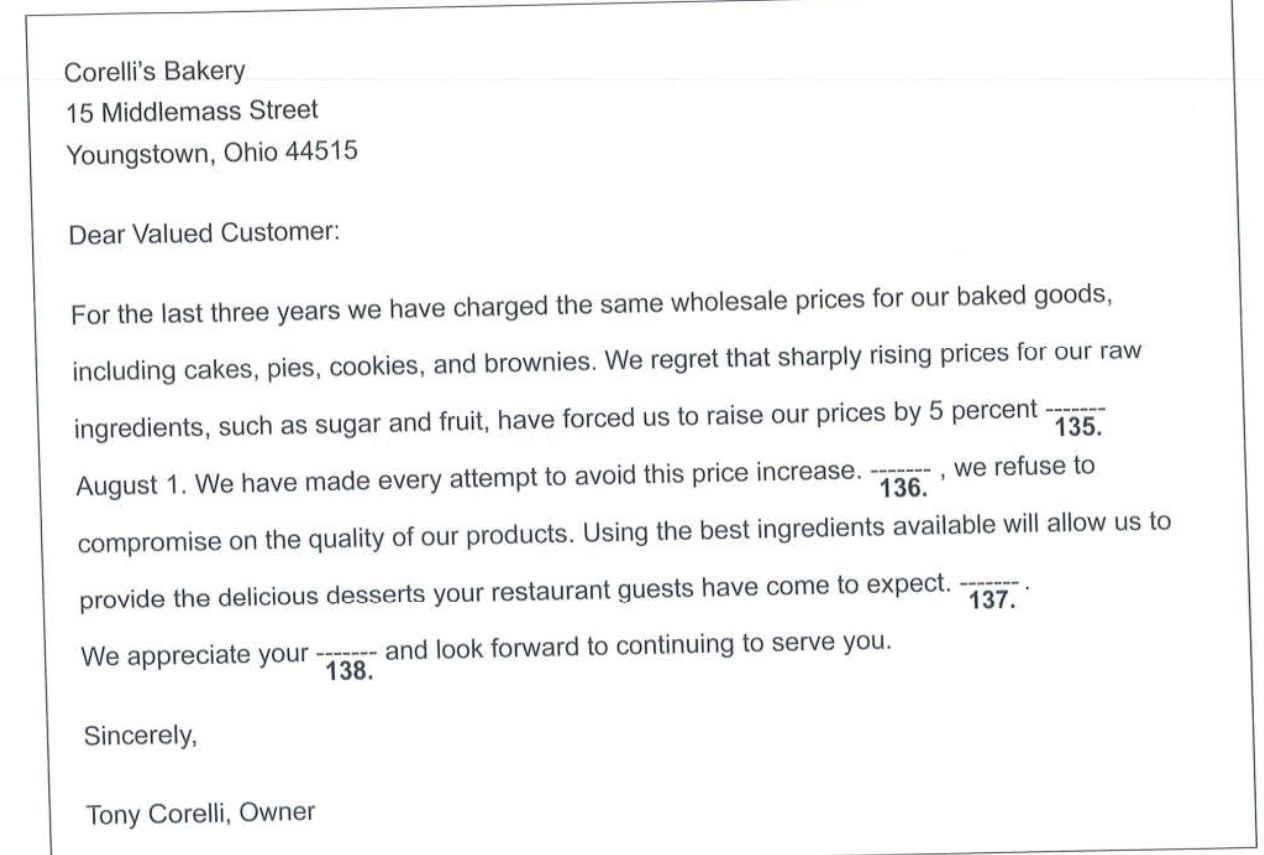 Corelli's Bakery
15 Middlemass Street
Youngstown, Ohio 44515
Dear Valued Customer:
For the last three years we have charged the same wholesale prices for our baked goods,
including cakes, pies, cookies, and brownies. We regret that sharply rising prices for our raw
ingredients, such as sugar and fruit, have forced us to raise our prices by 5 percent -------
135.
August 1. We have made every attempt to avoid this price increase. ------- , we refuse to
136.
compromise on the quality of our products. Using the best ingredients available will allow us to
provide the delicious desserts your restaurant guests have come to expect. ------- .
137.
We appreciate your ------- and look forward to continuing to serve you.
138.
Sincerely,
Tony Corelli, Owner